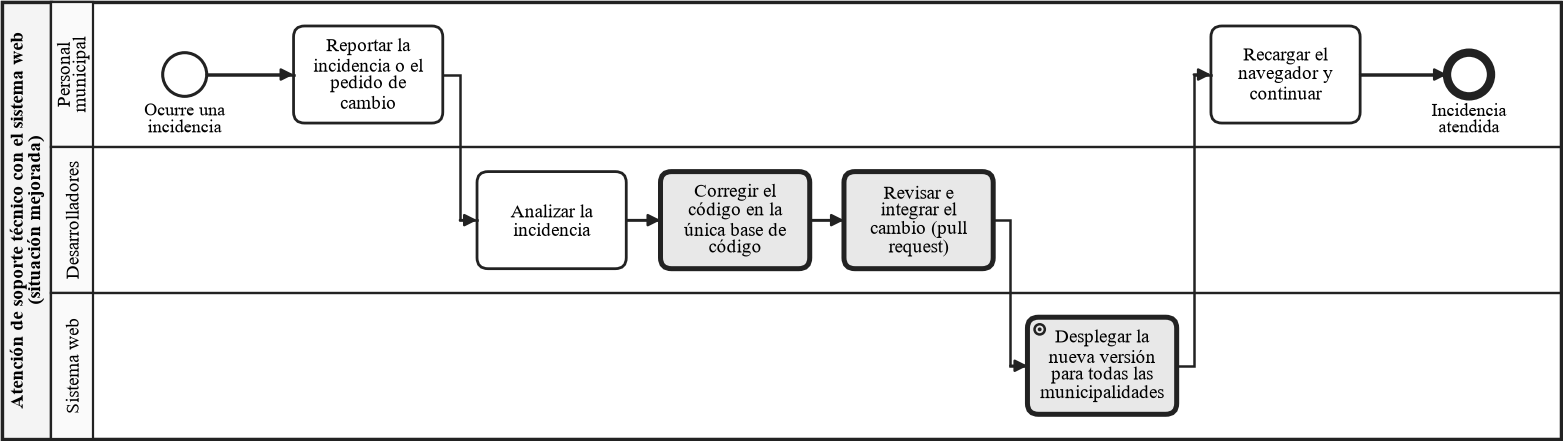 Atención de soporte técnico con el sistema web
(situación mejorada)
Personal
municipal
Ocurre una
incidencia
Reportar la
incidencia o el
pedido de
cambio
Recargar el
navegador y
continuar
Incidencia
atendida
Desarrolladores
Analizar la
incidencia
Corregir el
código en la
única base de
código
Revisar e
integrar el
cambio (pull
request)
Sistema web
Desplegar la
nueva versión
para todas las
municipalidades